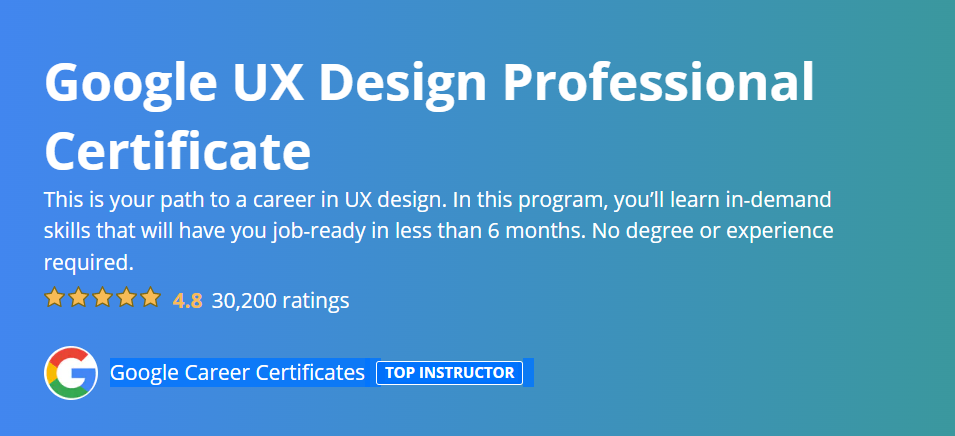 Google UX Design Professional
Certificate
This is your path to a career in UX design. In this program, you’ll learn in-demand
skills that will have you job-ready in less than 6 months. No degree or experience
required.
4.8 30,200 ratings
Google Career Certificates TOP INSTRUCTOR